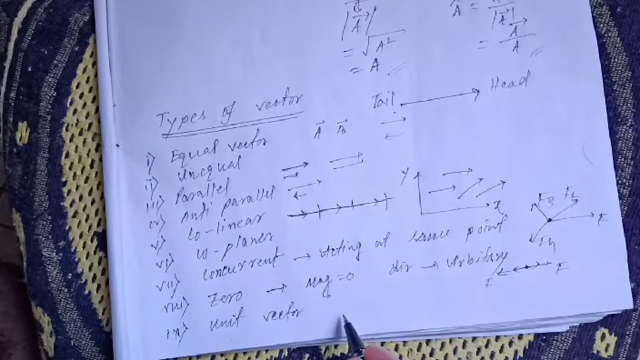 |A⃗|
= √A²
= A
Â =
|A⃗|
= A⃗/A
Types of vector
Tail → Head
i) Equal vector A⃗ B⃗
ii) Unequal
iii) Parallel
iv) Anti parallel
v) Co-linear
vi) co-planer
Y X
vii) Concurrent → Acting at same point
viii) Zero → Mag=0 dir → Arbitary
ix) Unit vector
F₂ F